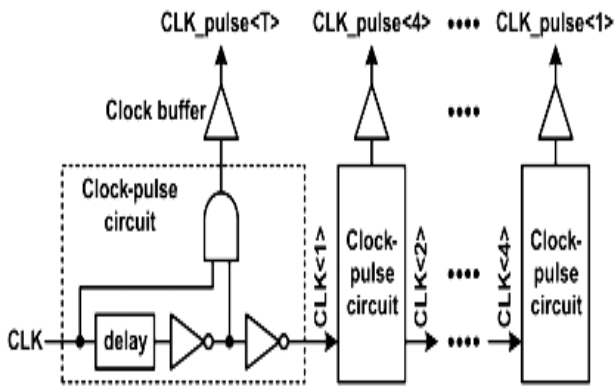 CLK_pulse<T> CLK_pulse<4> •••• CLK_pulse<1>
Clock buffer
••••
Clock-pulse
circuit
CLK
delay
CLK<1>
Clock-
pulse
circuit
CLK<2>
••••
••••
CLK<4>
Clock-
pulse
circuit